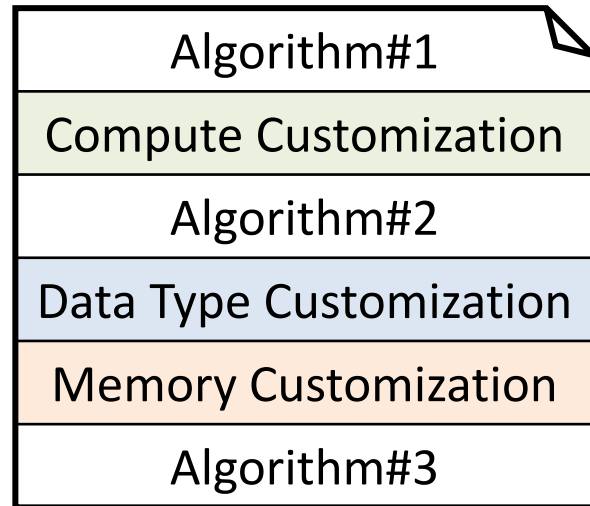 Algorithm#1
Compute Customization
Algorithm#2
Data Type Customization
Memory Customization
Algorithm#3